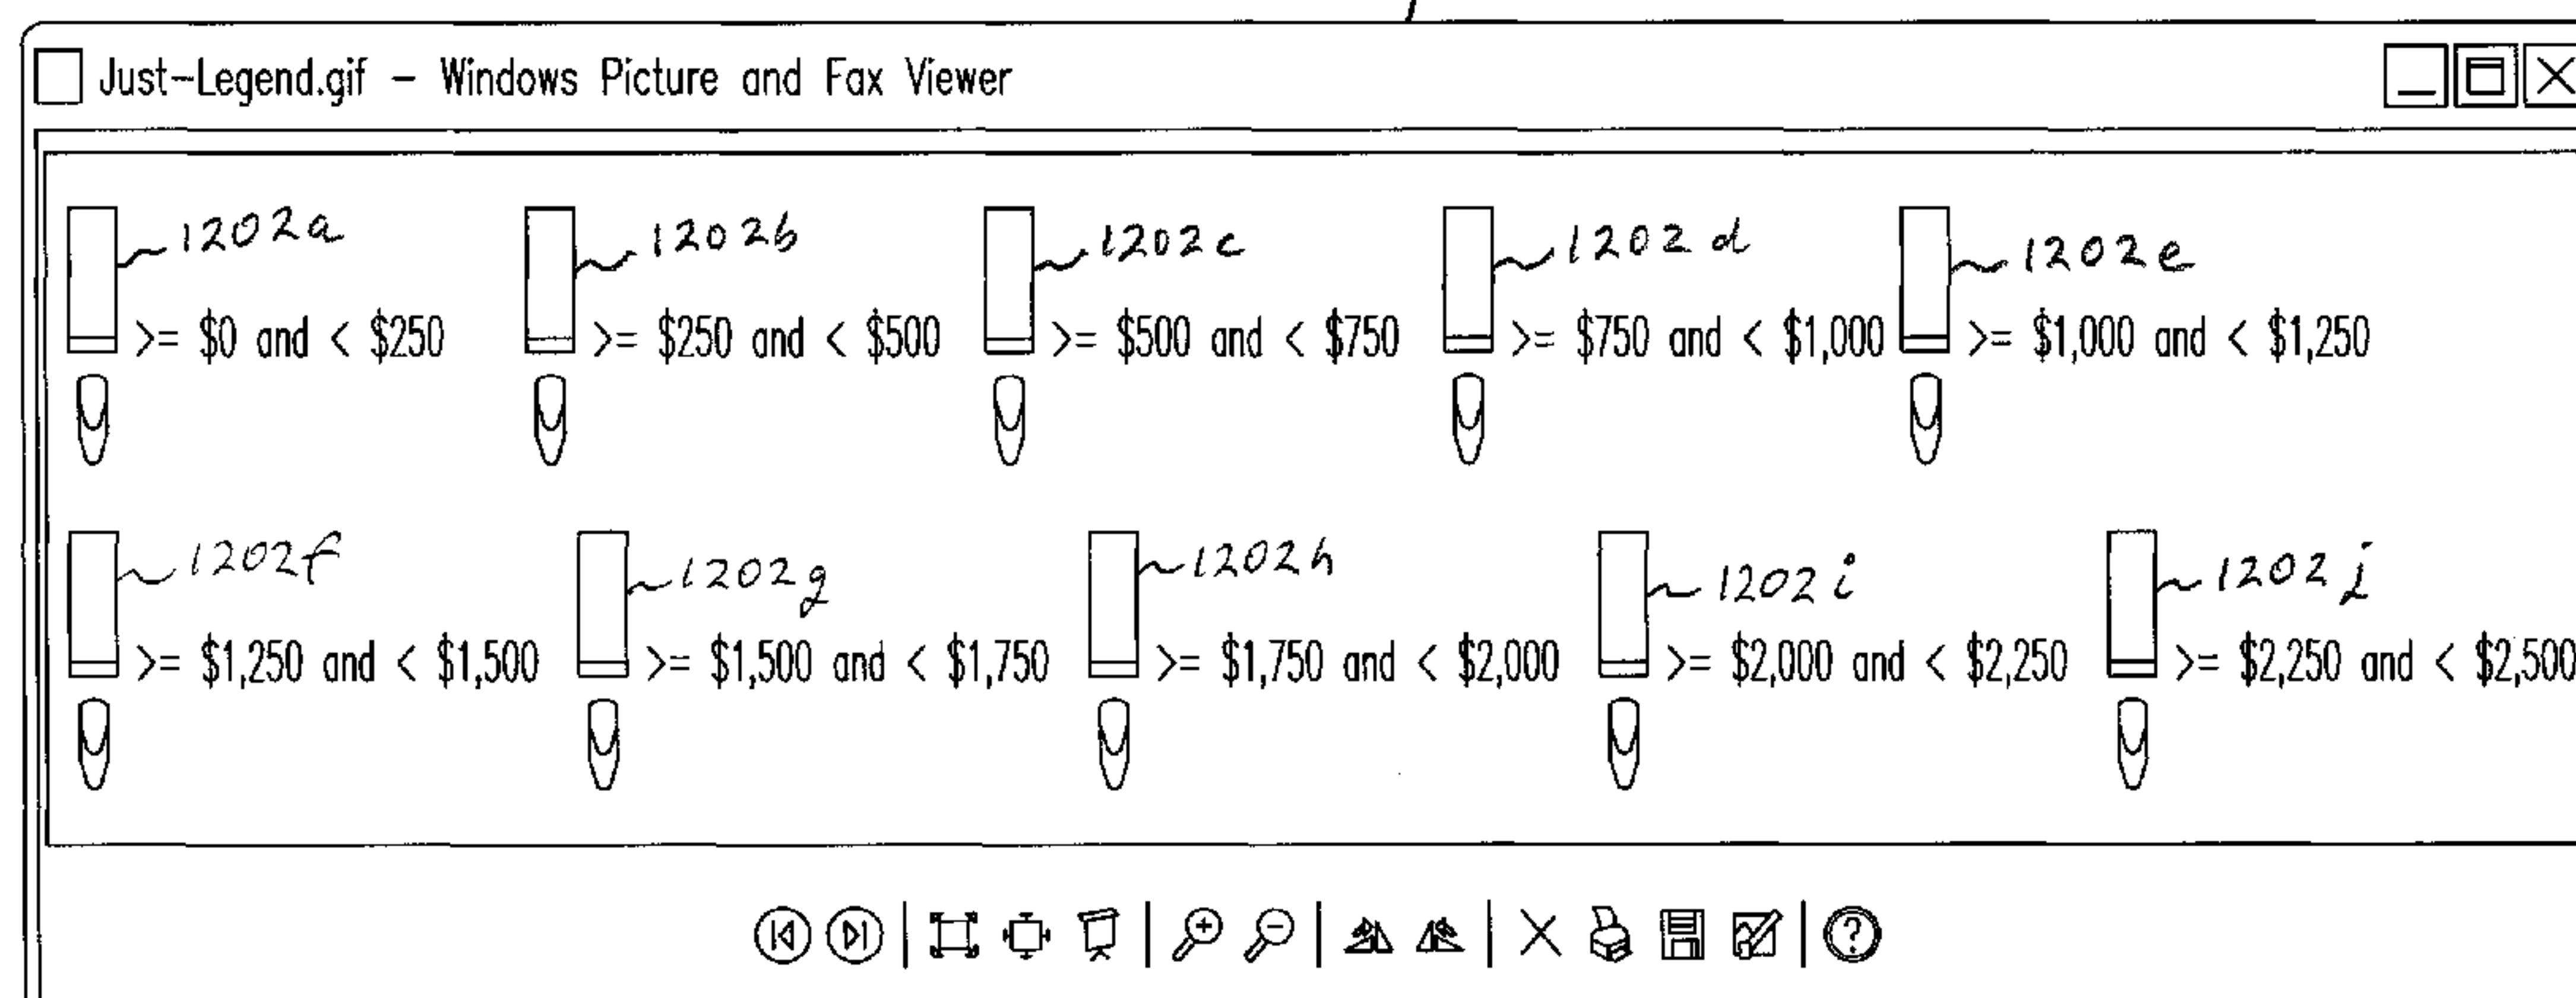 Just-Legend.gif - Windows Picture and Fax Viewer
1202a 1202b 1202c 1202d 1202e
>= $0 and < $250 >= $250 and < $500 >= $500 and < $750 >= $750 and < $1,000 >= $1,000 and < $1,250
1202f 1202g 1202h 1202i 1202j
>= $1,250 and < $1,500 >= $1,500 and < $1,750 >= $1,750 and < $2,000 >= $2,000 and < $2,250 >= $2,250 and < $2,500